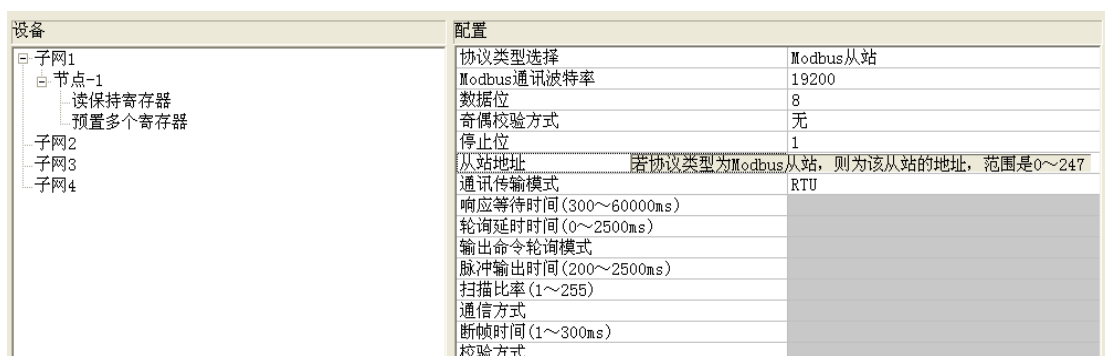 设备
子网1
节点-1
读保持寄存器
预置多个寄存器
子网2
子网3
子网4
配置
协议类型选择 Modbus从站
Modbus通讯波特率 19200
数据位 8
奇偶校验方式 无
停止位 1
从站地址 若协议类型为Modbus从站，则为该从站的地址，范围是0～247
通讯传输模式 RTU
响应等待时间(300～60000ms)
轮询延时时间(0～2500ms)
输出命令轮询模式
脉冲输出时间(200～2500ms)
扫描比率(1～255)
通信方式
断帧时间(1～300ms)
校验方式